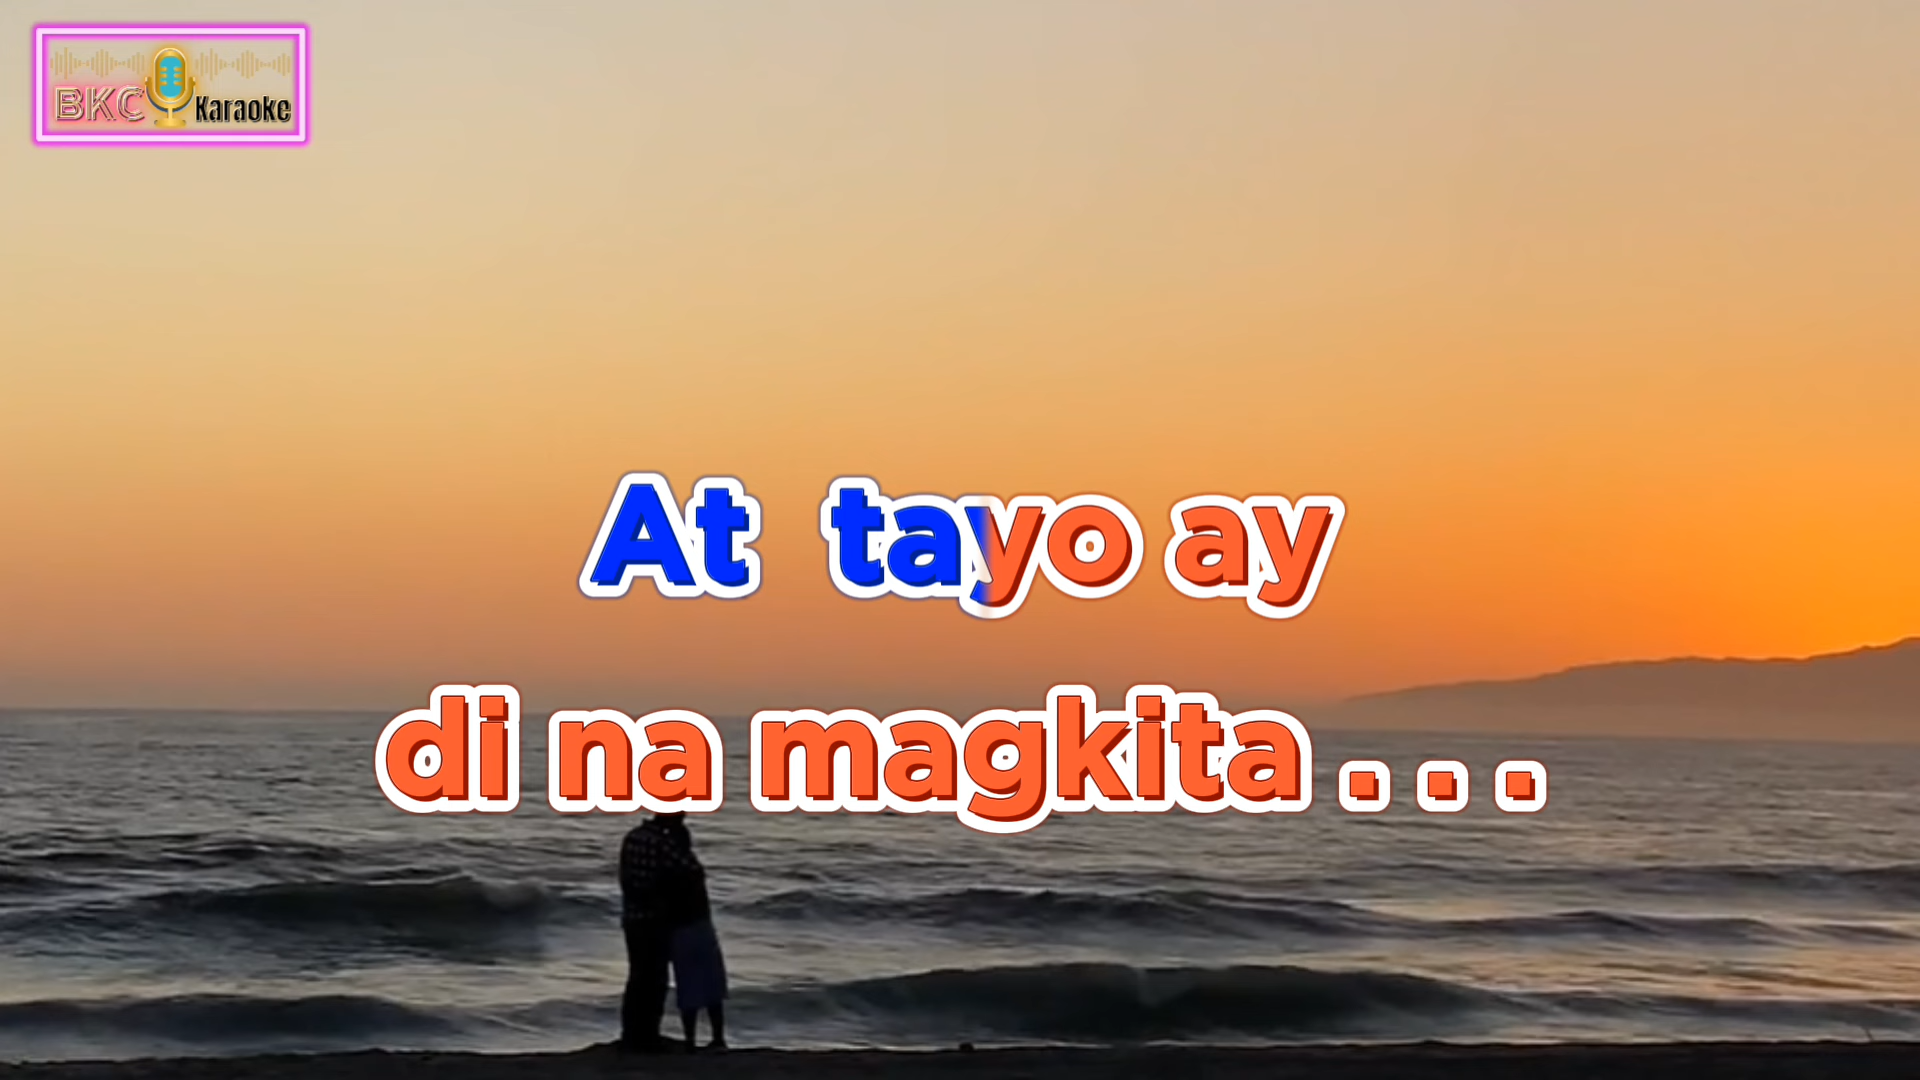 BKC Karaoke
At tayo ay
di na magkita . . .